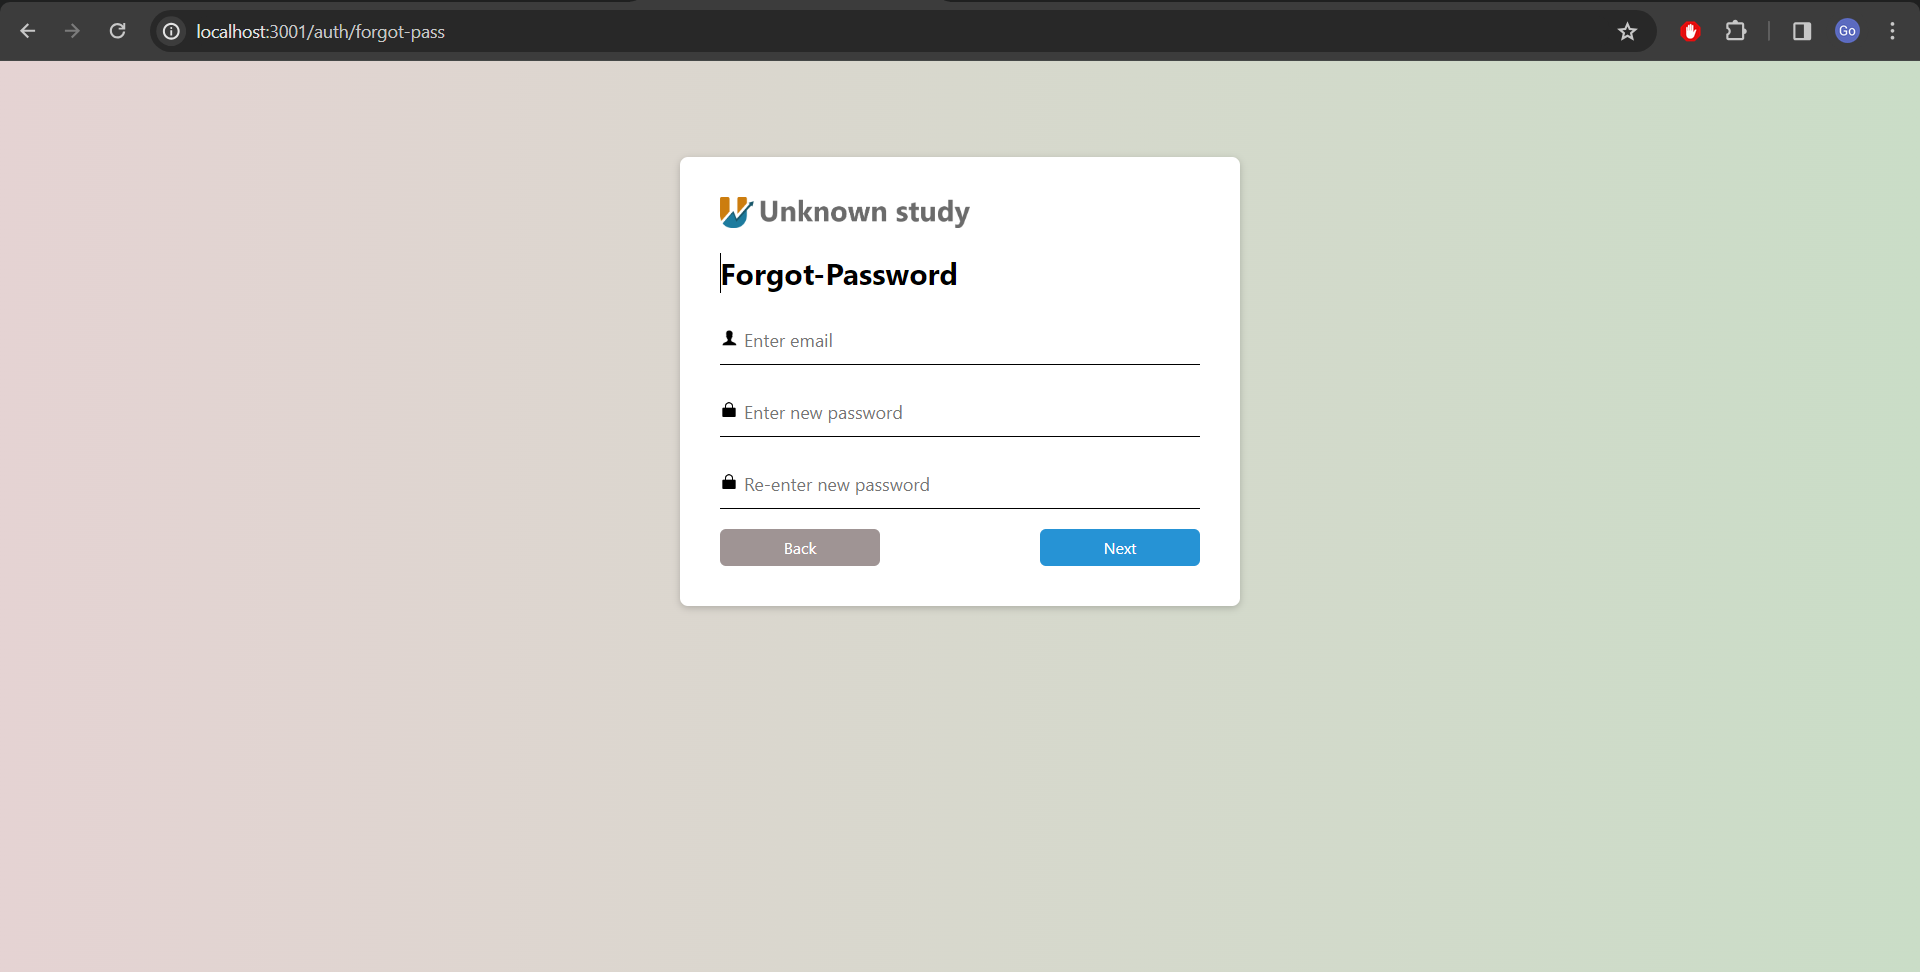 localhost:3001/auth/forgot-pass
Go
Unknown study
Forgot-Password
Enter email
Enter new password
Re-enter new password
Back
Next